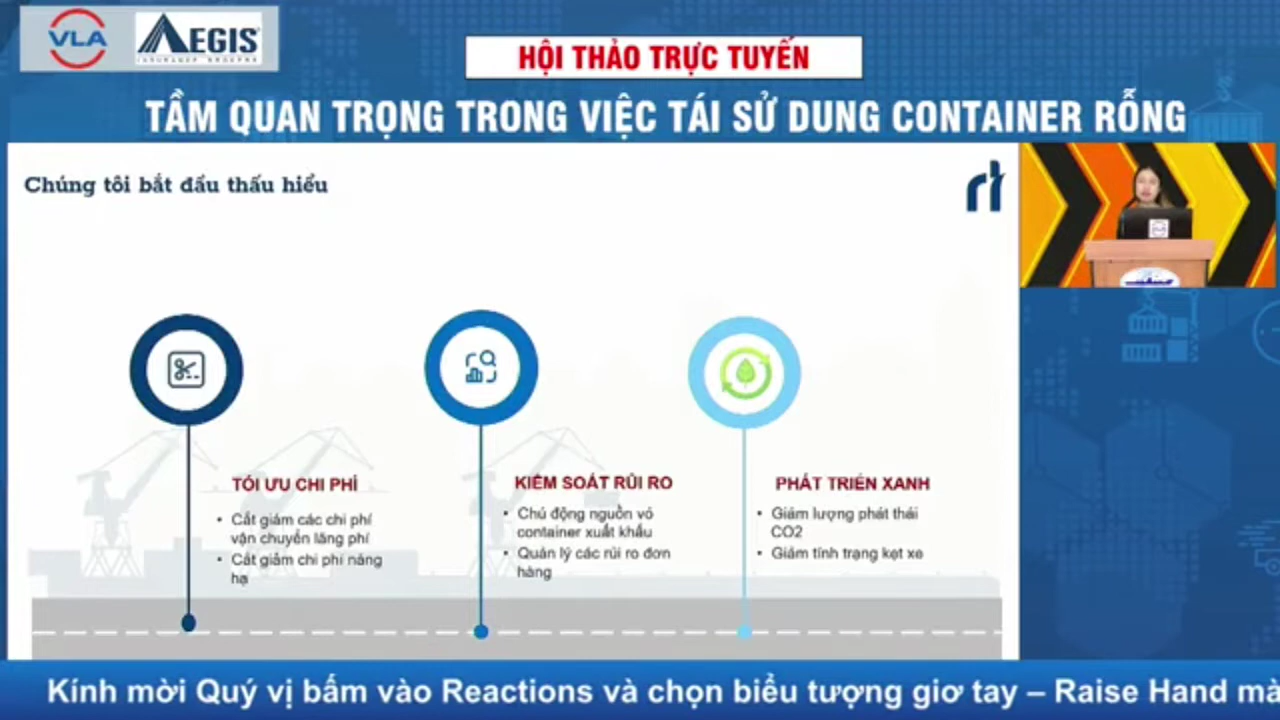 VLA
AEGIS
HỘI THẢO TRỰC TUYẾN
TẦM QUAN TRỌNG TRONG VIỆC TÁI SỬ DUNG CONTAINER RỖNG
Chúng tôi bắt đầu thấu hiểu
rt
TỐI ƯU CHI PHÍ
• Cắt giảm các chi phí
vận chuyển lãng phí
• Cắt giảm chi phí nâng
hạ
KIỂM SOÁT RỦI RO
• Chủ động nguồn vỏ
container xuất khẩu
• Quản lý các rủi ro đơn
hàng
PHÁT TRIỂN XANH
• Giảm lượng phát thải
CO2
• Giảm tình trạng kẹt xe
Kính mời Quý vị bấm vào Reactions và chọn biểu tượng giơ tay – Raise Hand mà